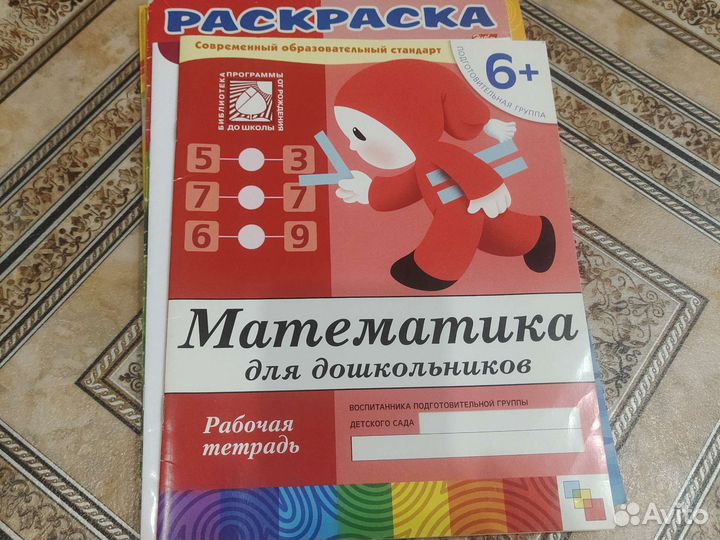 РАСКРАСКА
Современный образовательный стандарт
6+
ПОДГОТОВИТЕЛЬНАЯ ГРУППА
БИБЛИОТЕКА
ПРОГРАММЫ
ОТ РОЖДЕНИЯ
ДО ШКОЛЫ
5 3
7 7
6 9
Математика
для дошкольников
Рабочая
тетрадь
ВОСПИТАННИКА ПОДГОТОВИТЕЛЬНОЙ ГРУППЫ
ДЕТСКОГО САДА
Avito